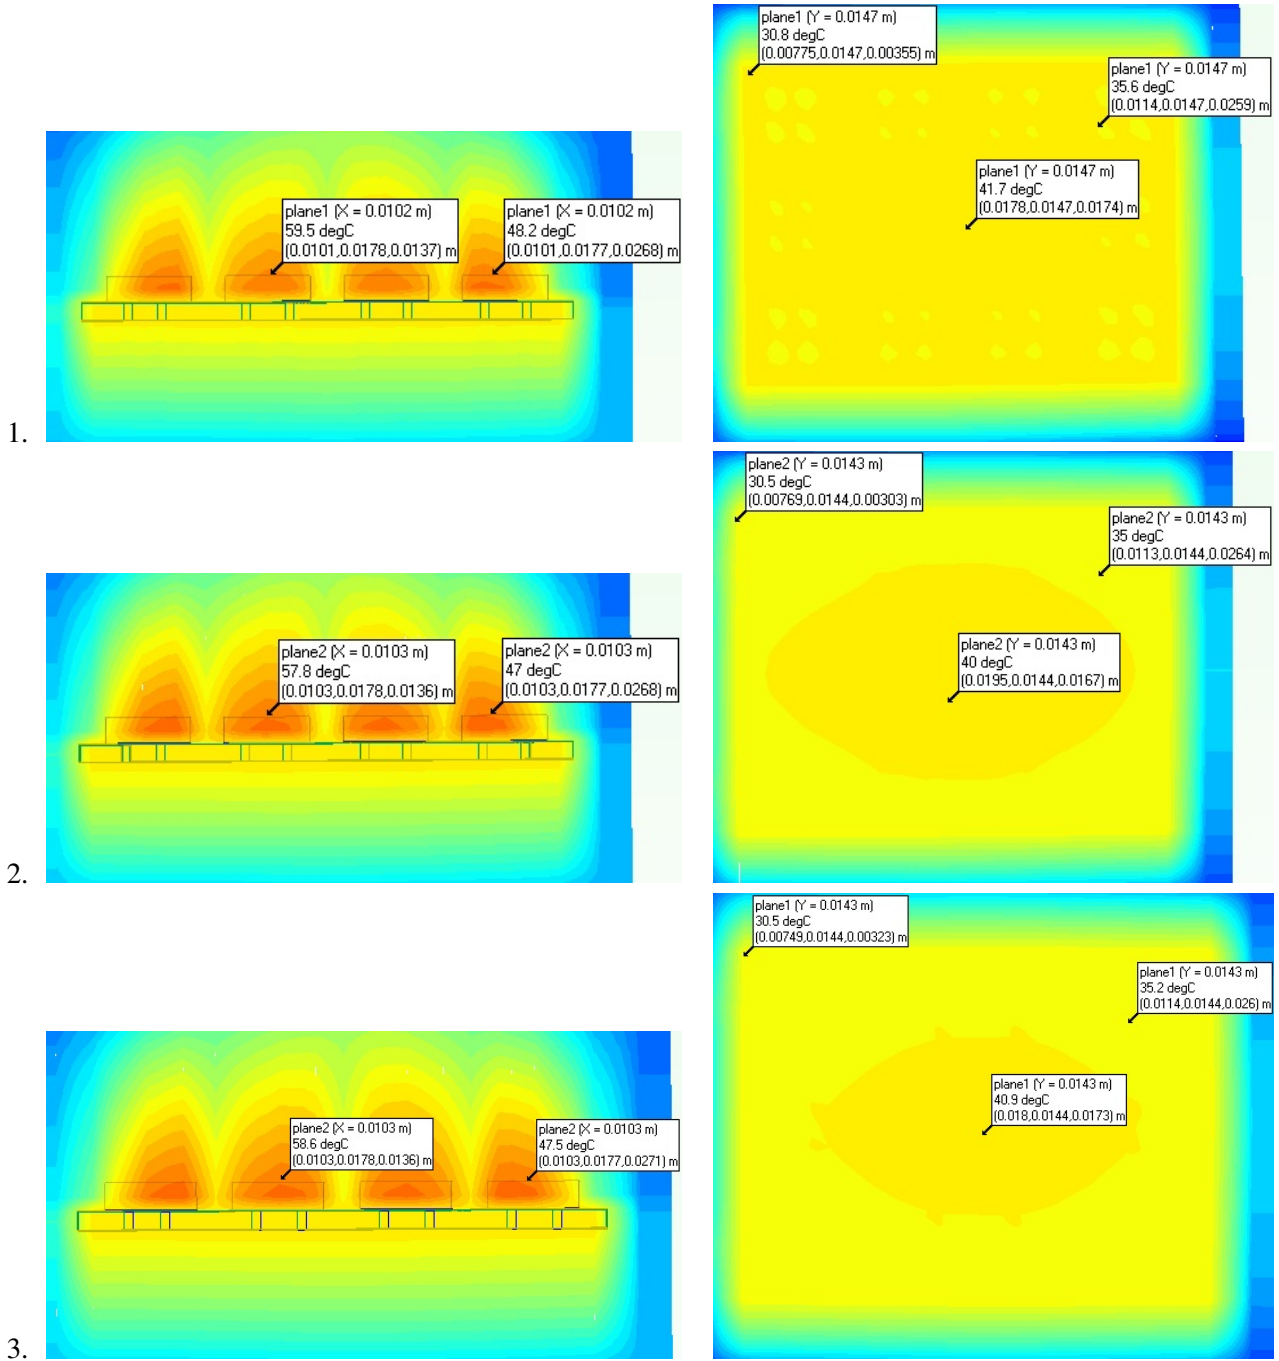 plane1 (X = 0.0102 m)
59.5 degC
(0.0101,0.0178,0.0137) m
plane1 (X = 0.0102 m)
48.2 degC
(0.0101,0.0177,0.0268) m
plane1 (Y = 0.0147 m)
30.8 degC
(0.00775,0.0147,0.00355) m
plane1 (Y = 0.0147 m)
35.6 degC
(0.0114,0.0147,0.0259) m
plane1 (Y = 0.0147 m)
41.7 degC
(0.0178,0.0147,0.0174) m
1.
plane2 (X = 0.0103 m)
57.8 degC
(0.0103,0.0178,0.0136) m
plane2 (X = 0.0103 m)
47 degC
(0.0103,0.0177,0.0268) m
plane2 (Y = 0.0143 m)
30.5 degC
(0.00769,0.0144,0.00303) m
plane2 (Y = 0.0143 m)
35 degC
(0.0113,0.0144,0.0264) m
plane2 (Y = 0.0143 m)
40 degC
(0.0195,0.0144,0.0167) m
2.
plane2 (X = 0.0103 m)
58.6 degC
(0.0103,0.0178,0.0136) m
plane2 (X = 0.0103 m)
47.5 degC
(0.0103,0.0177,0.0271) m
plane1 (Y = 0.0143 m)
30.5 degC
(0.00749,0.0144,0.00323) m
plane1 (Y = 0.0143 m)
35.2 degC
(0.0114,0.0144,0.026) m
plane1 (Y = 0.0143 m)
40.9 degC
(0.018,0.0144,0.0173) m
3.